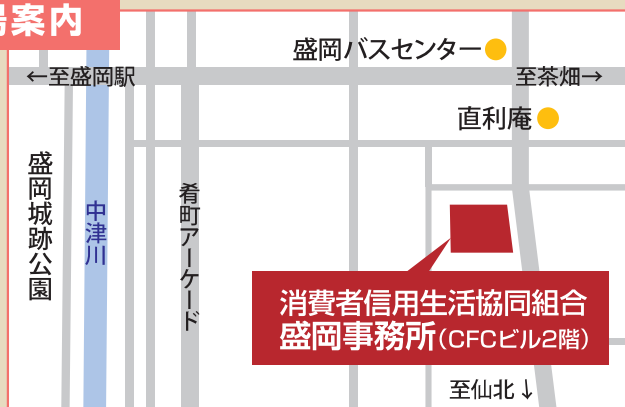 場案内
盛岡バスセンター
←至盛岡駅
至茶畑→
直利庵
盛岡城跡公園
中津川
肴町アーケード
消費者信用生活協同組合
盛岡事務所(CFCビル2階)
至仙北↓